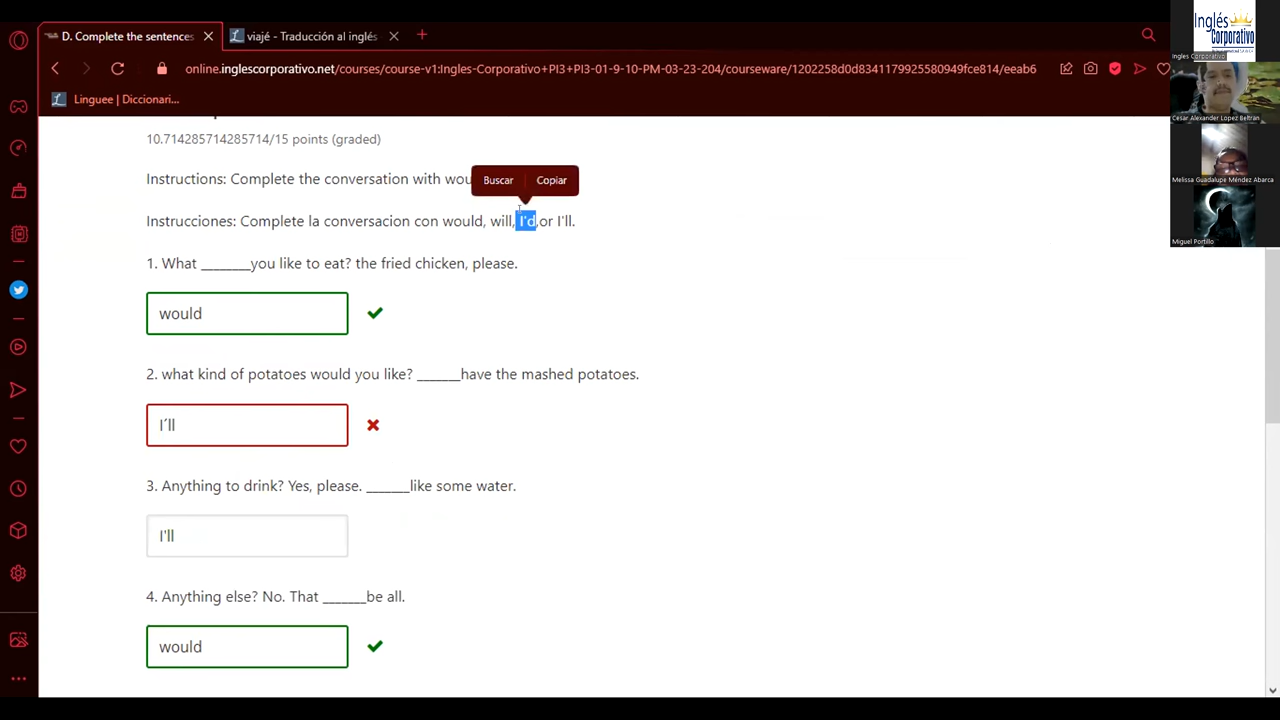 D. Complete the sentences
viajé - Traducción al inglés
online.inglescorporativo.net/courses/course-v1:Ingles-Corporativo+PI3+PI3-01-9-10-PM-03-23-204/courseware/1202258d0d8341179925580949fce814/eeab6
Linguee | Diccionari...
10.714285714285714/15 points (graded)
Buscar
Copiar
Instructions: Complete the conversation with wou
Instrucciones: Complete la conversacion con would, will, I'd,or I'll.
1. What ________you like to eat? the fried chicken, please.
would
2. what kind of potatoes would you like? ______have the mashed potatoes.
I´ll
3. Anything to drink? Yes, please. ______like some water.
I'll
4. Anything else? No. That ______be all.
would
Inglés
Corporativo
Ingles Corporativo
Cesar Alexander Lopez Beltran
Melissa Guadalupe Méndez Abarca
Miguel Portillo